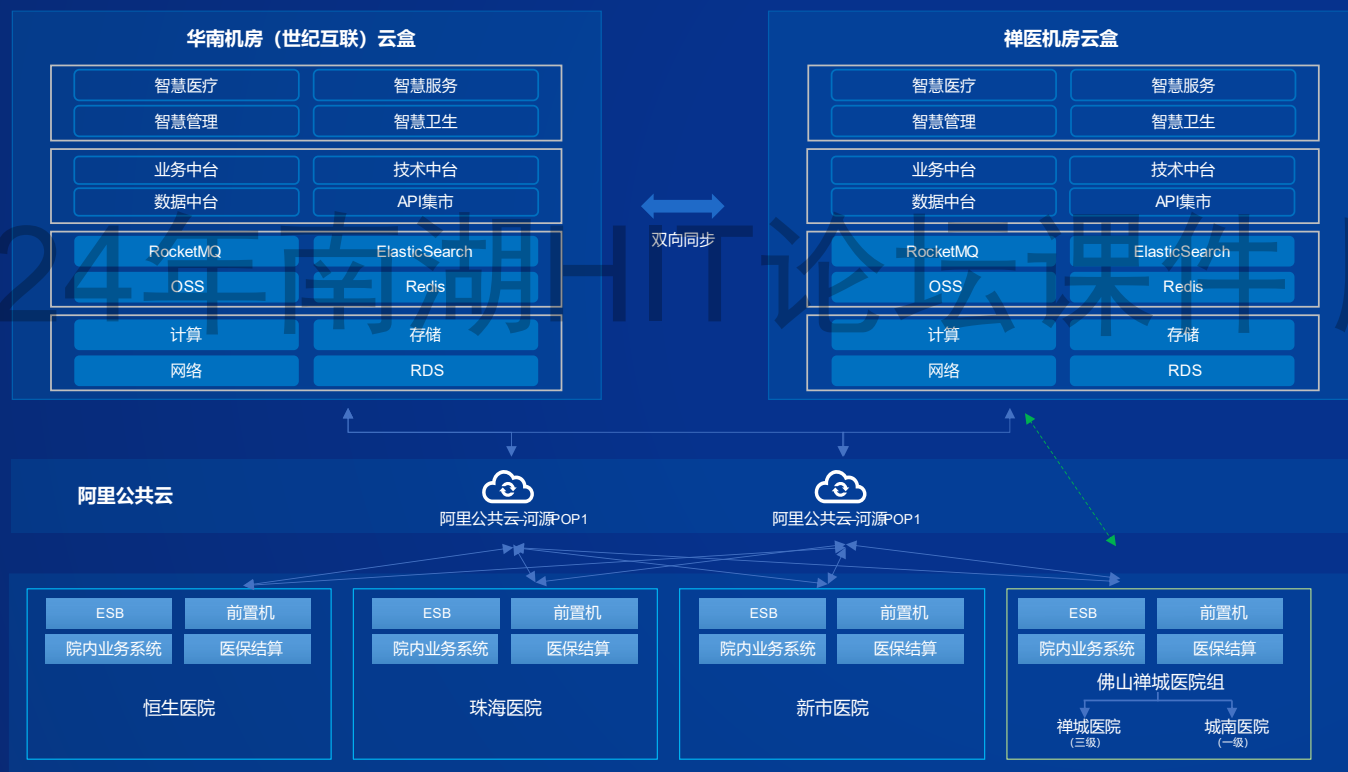 华南机房（世纪互联）云盒
智慧医疗 智慧服务
智慧管理 智慧卫生
业务中台 技术中台
数据中台 API集市
RocketMQ ElasticSearch
OSS Redis
计算 存储
网络 RDS
双向同步
禅医机房云盒
智慧医疗 智慧服务
智慧管理 智慧卫生
业务中台 技术中台
数据中台 API集市
RocketMQ ElasticSearch
OSS Redis
计算 存储
网络 RDS
24年南湖HIT论坛课件
阿里公共云
阿里公共云-河源POP1
阿里公共云-河源POP1
ESB 前置机
院内业务系统 医保结算
恒生医院
ESB 前置机
院内业务系统 医保结算
珠海医院
ESB 前置机
院内业务系统 医保结算
新市医院
ESB 前置机
院内业务系统 医保结算
佛山禅城医院组
禅城医院 城南医院
(三级) (一级)